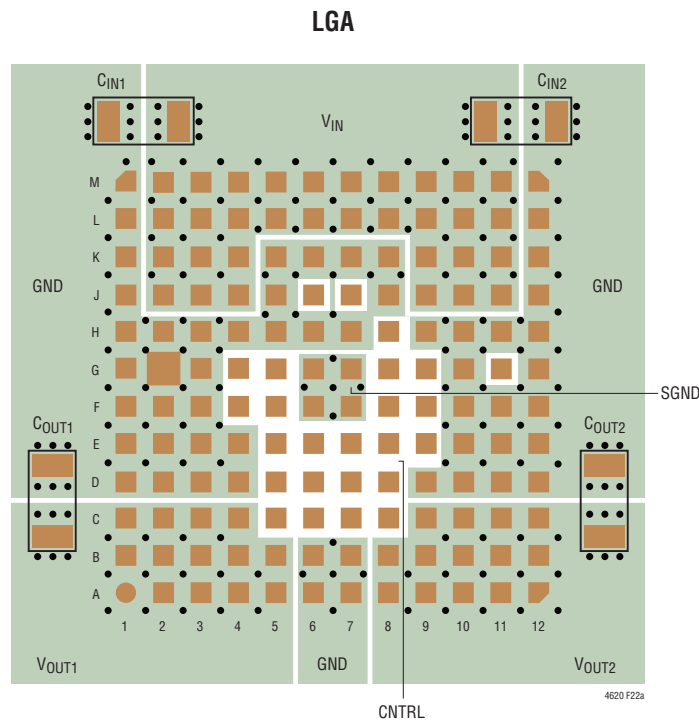 LGA
CIN1
CIN2
VIN
M
L
K
GND
J
GND
H
G
SGND
F
COUT1
COUT2
E
D
C
B
A
1 2 3 4 5 6 7 8 9 10 11 12
VOUT1
GND
VOUT2
4620 F22a
CNTRL